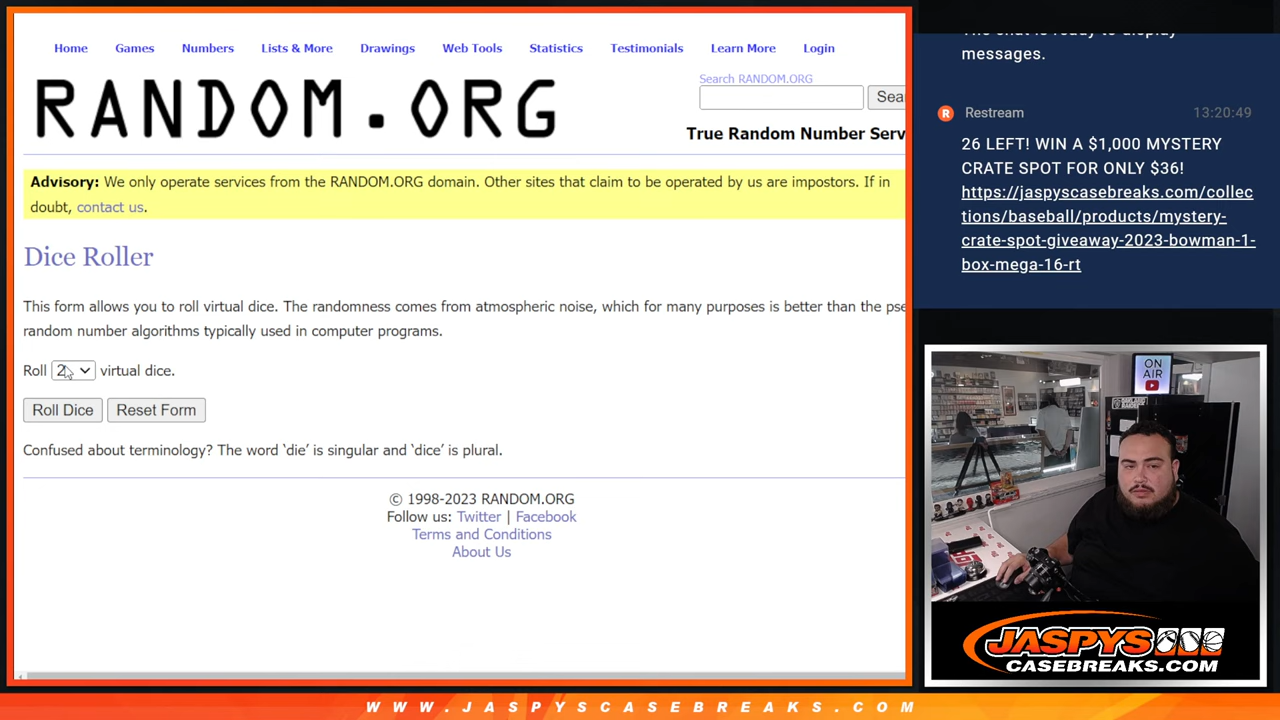 Home Games Numbers Lists & More Drawings Web Tools Statistics Testimonials Learn More Login
RANDOM.ORG
Search RANDOM.ORG
Sea
True Random Number Serv
Advisory: We only operate services from the RANDOM.ORG domain. Other sites that claim to be operated by us are impostors. If in
doubt, contact us.
Dice Roller
This form allows you to roll virtual dice. The randomness comes from atmospheric noise, which for many purposes is better than the pse
random number algorithms typically used in computer programs.
Roll 2 virtual dice.
Roll Dice Reset Form
Confused about terminology? The word ‘die’ is singular and ‘dice’ is plural.
© 1998-2023 RANDOM.ORG
Follow us: Twitter | Facebook
Terms and Conditions
About Us
The chat is ready to display
messages.
R Restream 13:20:49
26 LEFT! WIN A $1,000 MYSTERY
CRATE SPOT FOR ONLY $36!
https://jaspyscasebreaks.com/collec
tions/baseball/products/mystery-
crate-spot-giveaway-2023-bowman-1-
box-mega-16-rt
ON
AIR
JASPYS
CASEBREAKS.COM
WWW.JASPYSCASEBREAKS.COM